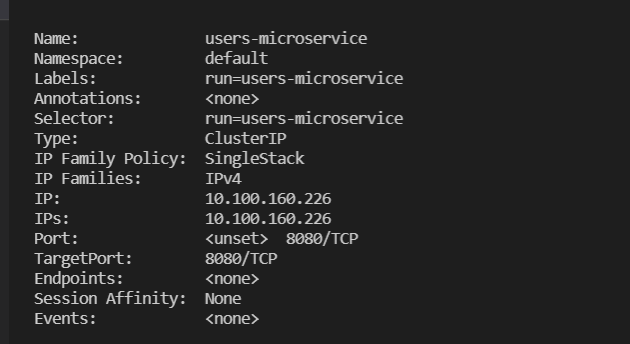 Name: users-microservice
Namespace: default
Labels: run=users-microservice
Annotations: <none>
Selector: run=users-microservice
Type: ClusterIP
IP Family Policy: SingleStack
IP Families: IPv4
IP: 10.100.160.226
IPs: 10.100.160.226
Port: <unset> 8080/TCP
TargetPort: 8080/TCP
Endpoints: <none>
Session Affinity: None
Events: <none>